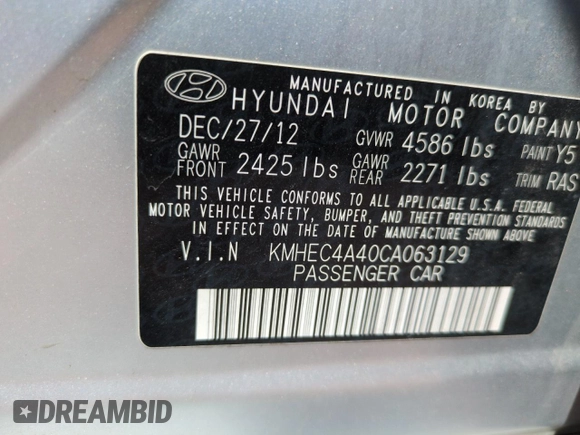 MANUFACTURED IN KOREA BY
HYUNDAI MOTOR COMPANY
DEC/27/12 GVWR 4586 lbs PAINT Y5
GAWR FRONT 2425 lbs GAWR REAR 2271 lbs TRIM RAS
THIS VEHICLE CONFORMS TO ALL APPLICABLE U.S.A. FEDERAL
MOTOR VEHICLE SAFETY, BUMPER, AND THEFT PREVENTION STANDARDS
IN EFFECT ON THE DATE OF MANUFACTURE SHOWN ABOVE.
V.I.N KMHEC4A40CA063129
PASSENGER CAR
DREAMBID